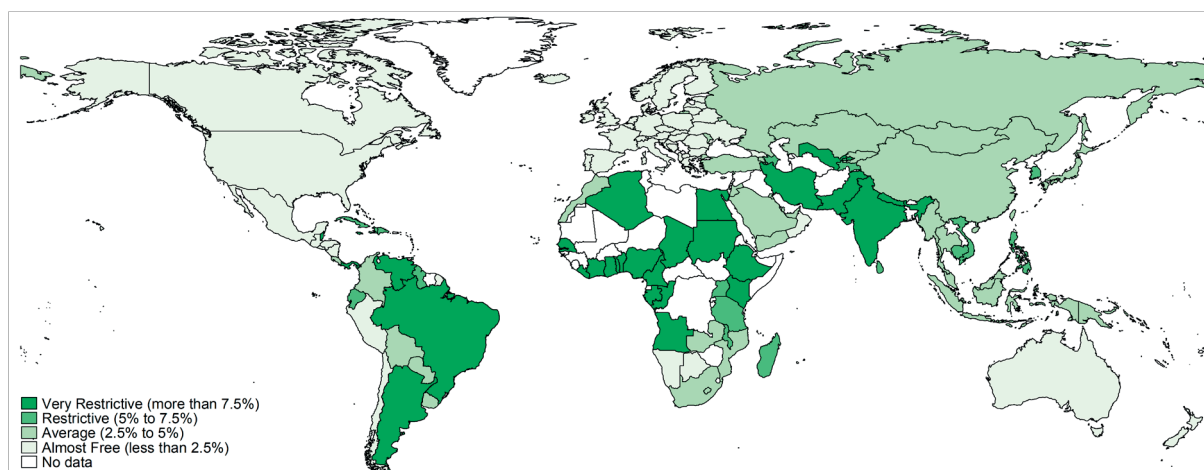 Very Restrictive (more than 7.5%)
Restrictive (5% to 7.5%)
Average (2.5% to 5%)
Almost Free (less than 2.5%)
No data